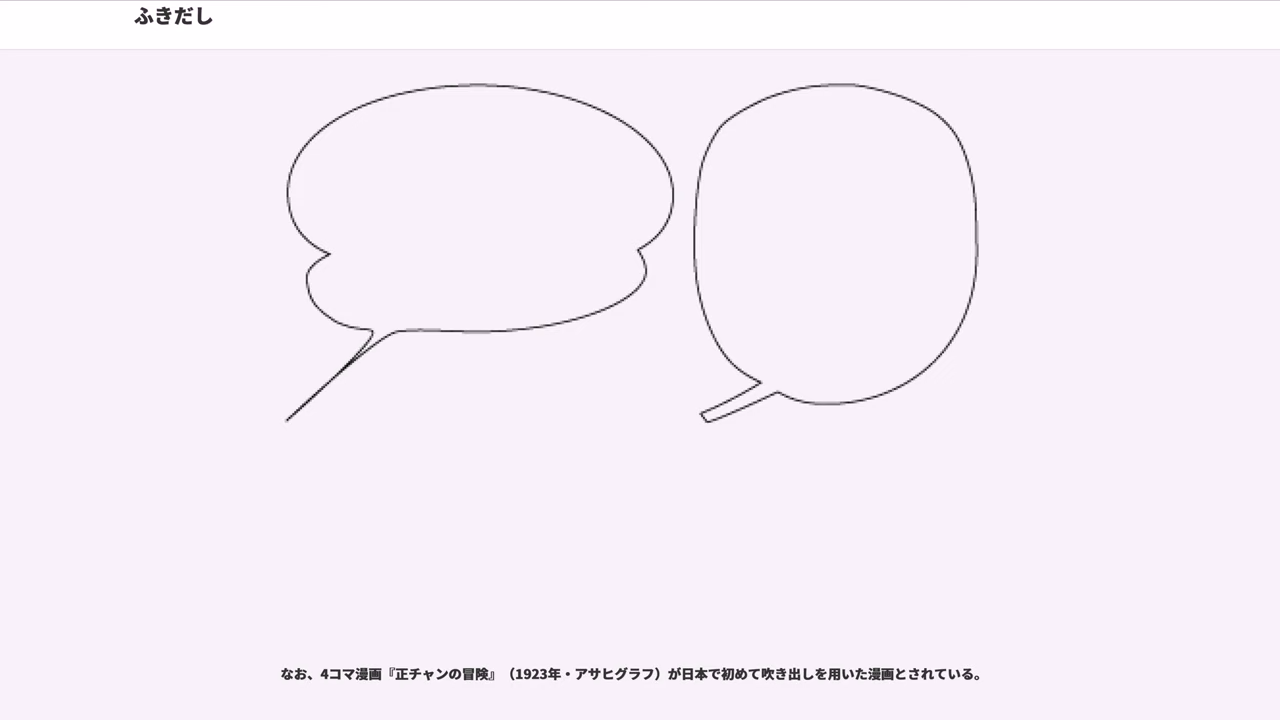 ふきだし
なお、4コマ漫画『正チャンの冒険』（1923年・アサヒグラフ）が日本で初めて吹き出しを用いた漫画とされている。